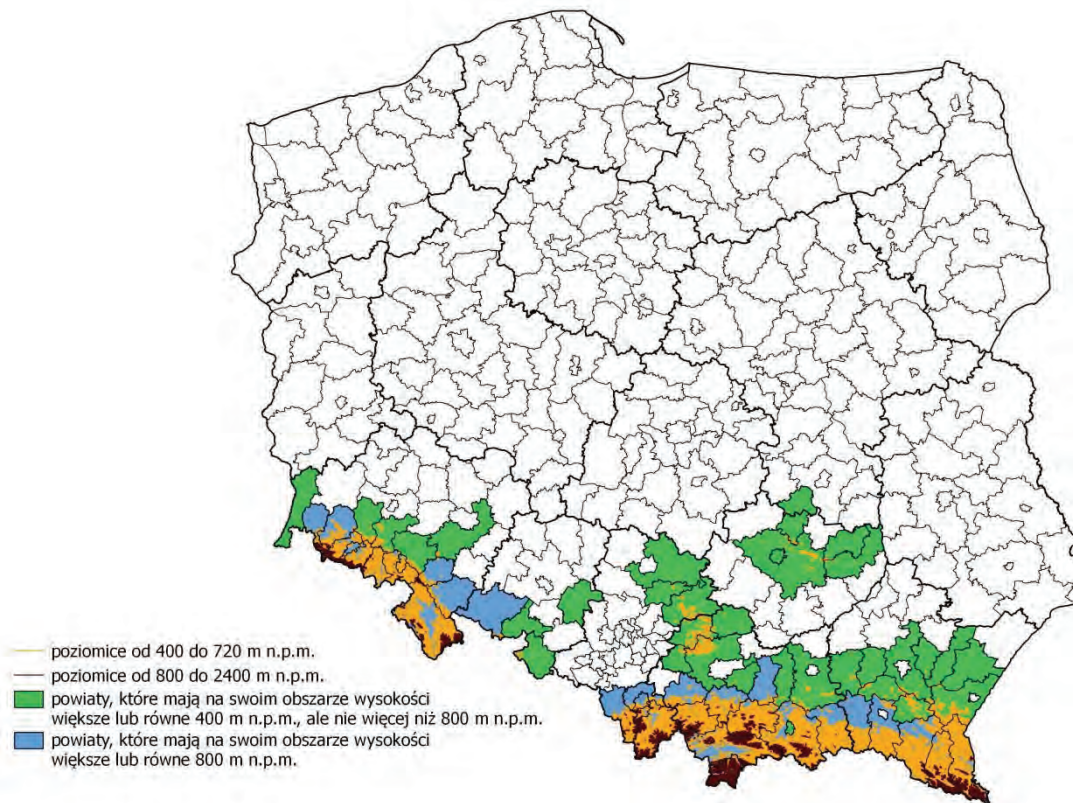 poziomice od 400 do 720 m n.p.m.
poziomice od 800 do 2400 m n.p.m.
powiaty, które mają na swoim obszarze wysokości
większe lub równe 400 m n.p.m., ale nie więcej niż 800 m n.p.m.
powiaty, które mają na swoim obszarze wysokości
większe lub równe 800 m n.p.m.